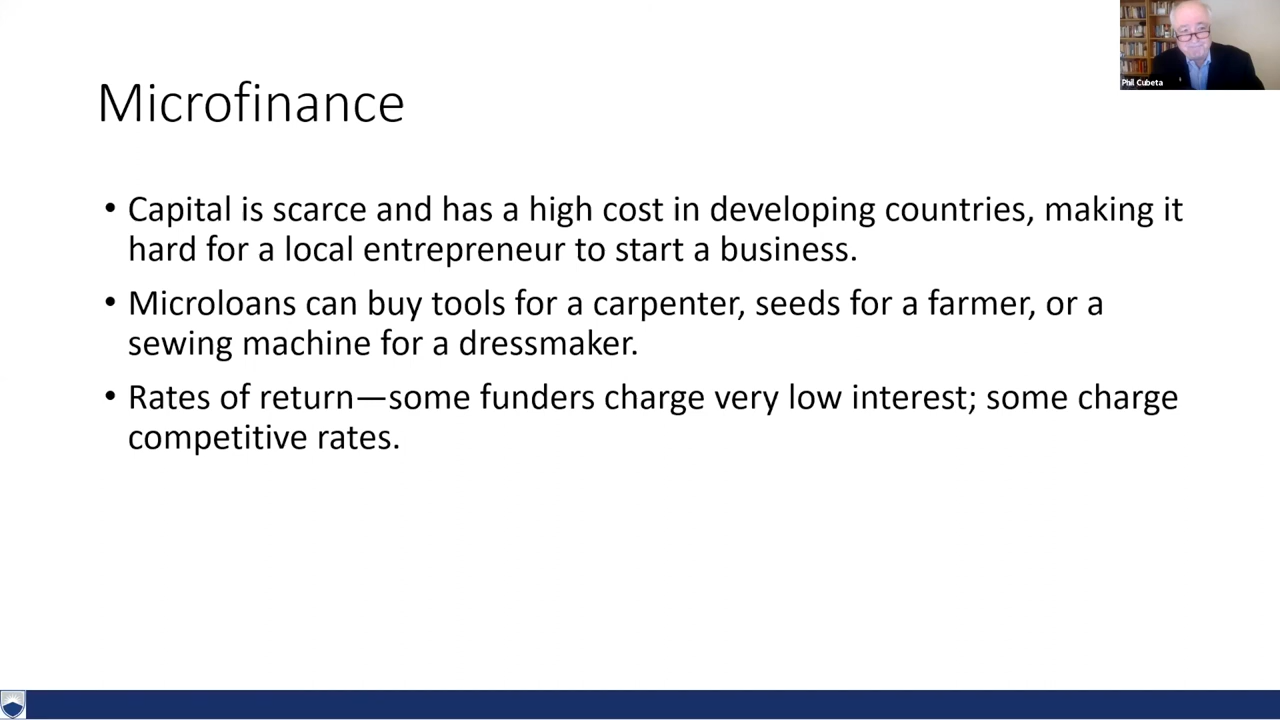 Phil Cubeta
Microfinance
• Capital is scarce and has a high cost in developing countries, making it
hard for a local entrepreneur to start a business.
• Microloans can buy tools for a carpenter, seeds for a farmer, or a
sewing machine for a dressmaker.
• Rates of return—some funders charge very low interest; some charge
competitive rates.